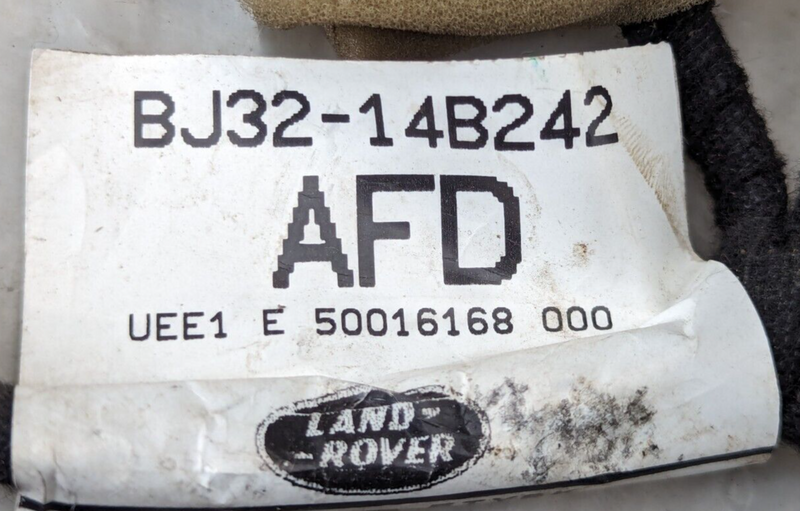 BJ32-14B242
AFD
UEE1 E 50016168 000
LAND-
-ROVER